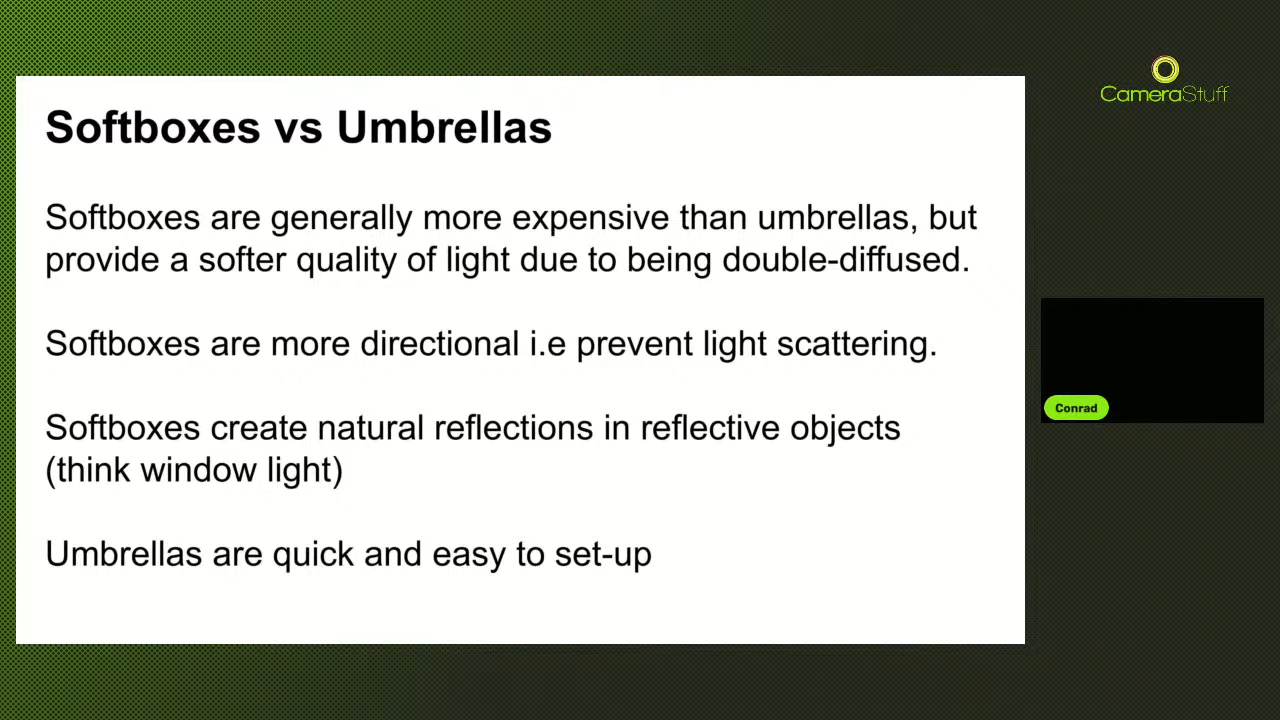 Softboxes vs Umbrellas
Softboxes are generally more expensive than umbrellas, but
provide a softer quality of light due to being double-diffused.
Softboxes are more directional i.e prevent light scattering.
Softboxes create natural reflections in reflective objects
(think window light)
Umbrellas are quick and easy to set-up
CameraStuff
Conrad